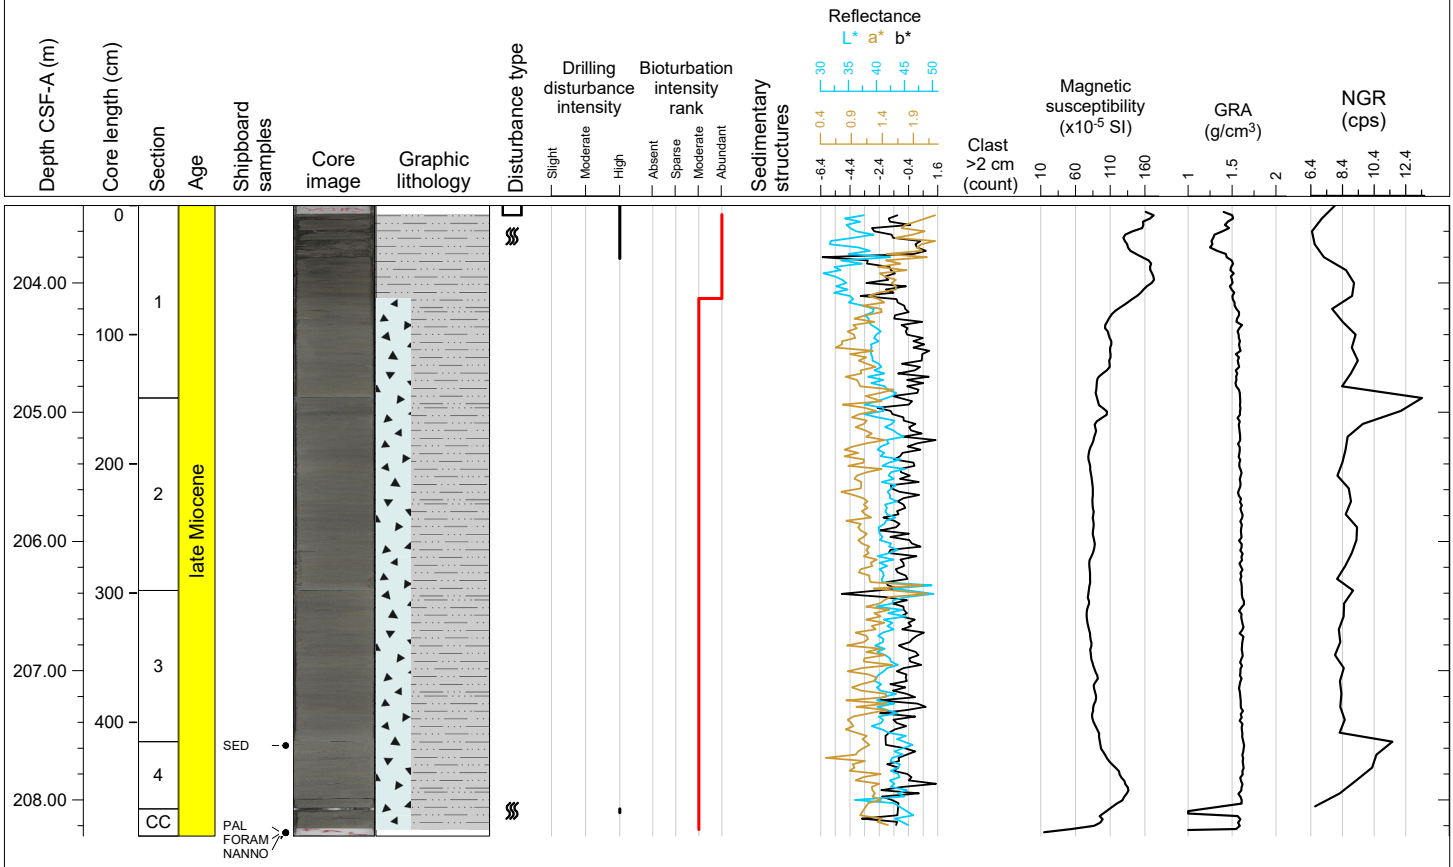 Depth CSF-A (m)
Core length (cm)
Section
Age
Shipboard
samples
Core
image
Graphic
lithology
Disturbance type
Drilling
disturbance
intensity
Slight
Moderate
High
Bioturbation
intensity
rank
Absent
Sparse
Moderate
Abundant
Sedimentary
structures
Reflectance
L* a* b*
30 35 40 45 50
0.4 0.9 1.4 1.9
-6.4 -4.4 -2.4 -0.4 1.6
Clast
>2 cm
(count)
Magnetic
susceptibility
(x10-5 SI)
10 60 110 160
GRA
(g/cm3)
1 1.5 2
NGR
(cps)
6.4 8.4 10.4 12.4
0
204.00
1
100
205.00
200
2
late Miocene
206.00
300
3
207.00
400
SED
4
208.00
CC
PAL
FORAM
NANNO